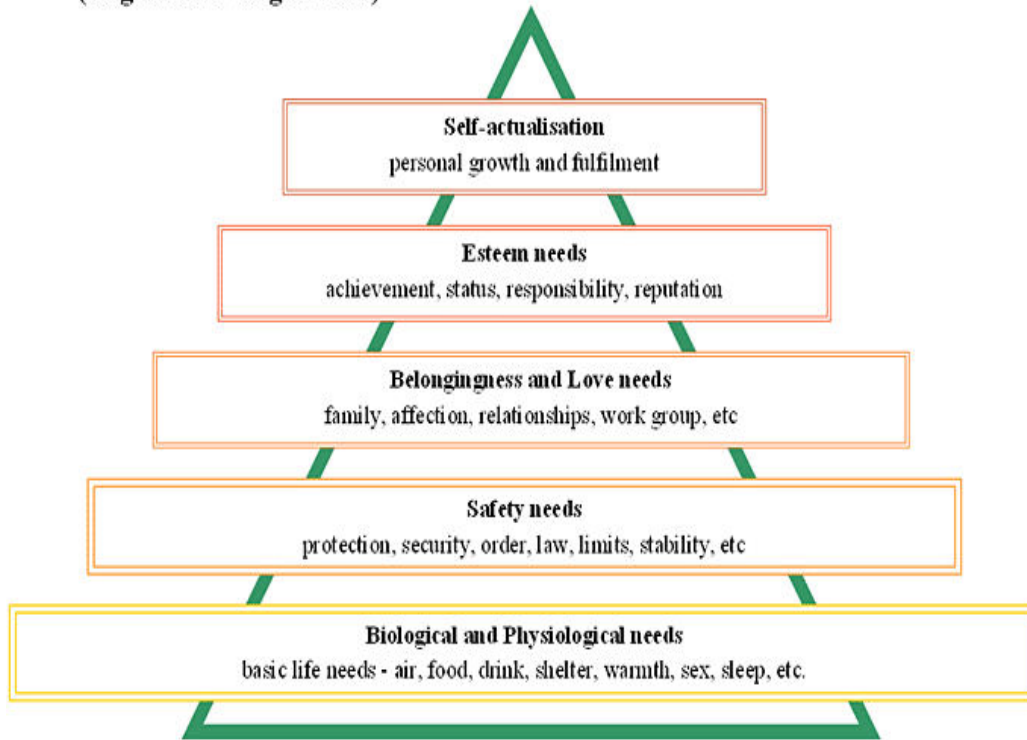 Self-actualisation
personal growth and fulfilment
Esteem needs
achievement, status, responsibility, reputation
Belongingness and Love needs
family, affection, relationships, work group, etc
Safety needs
protection, security, order, law, limits, stability, etc
Biological and Physiological needs
basic life needs - air, food, drink, shelter, warmth, sex, sleep, etc.